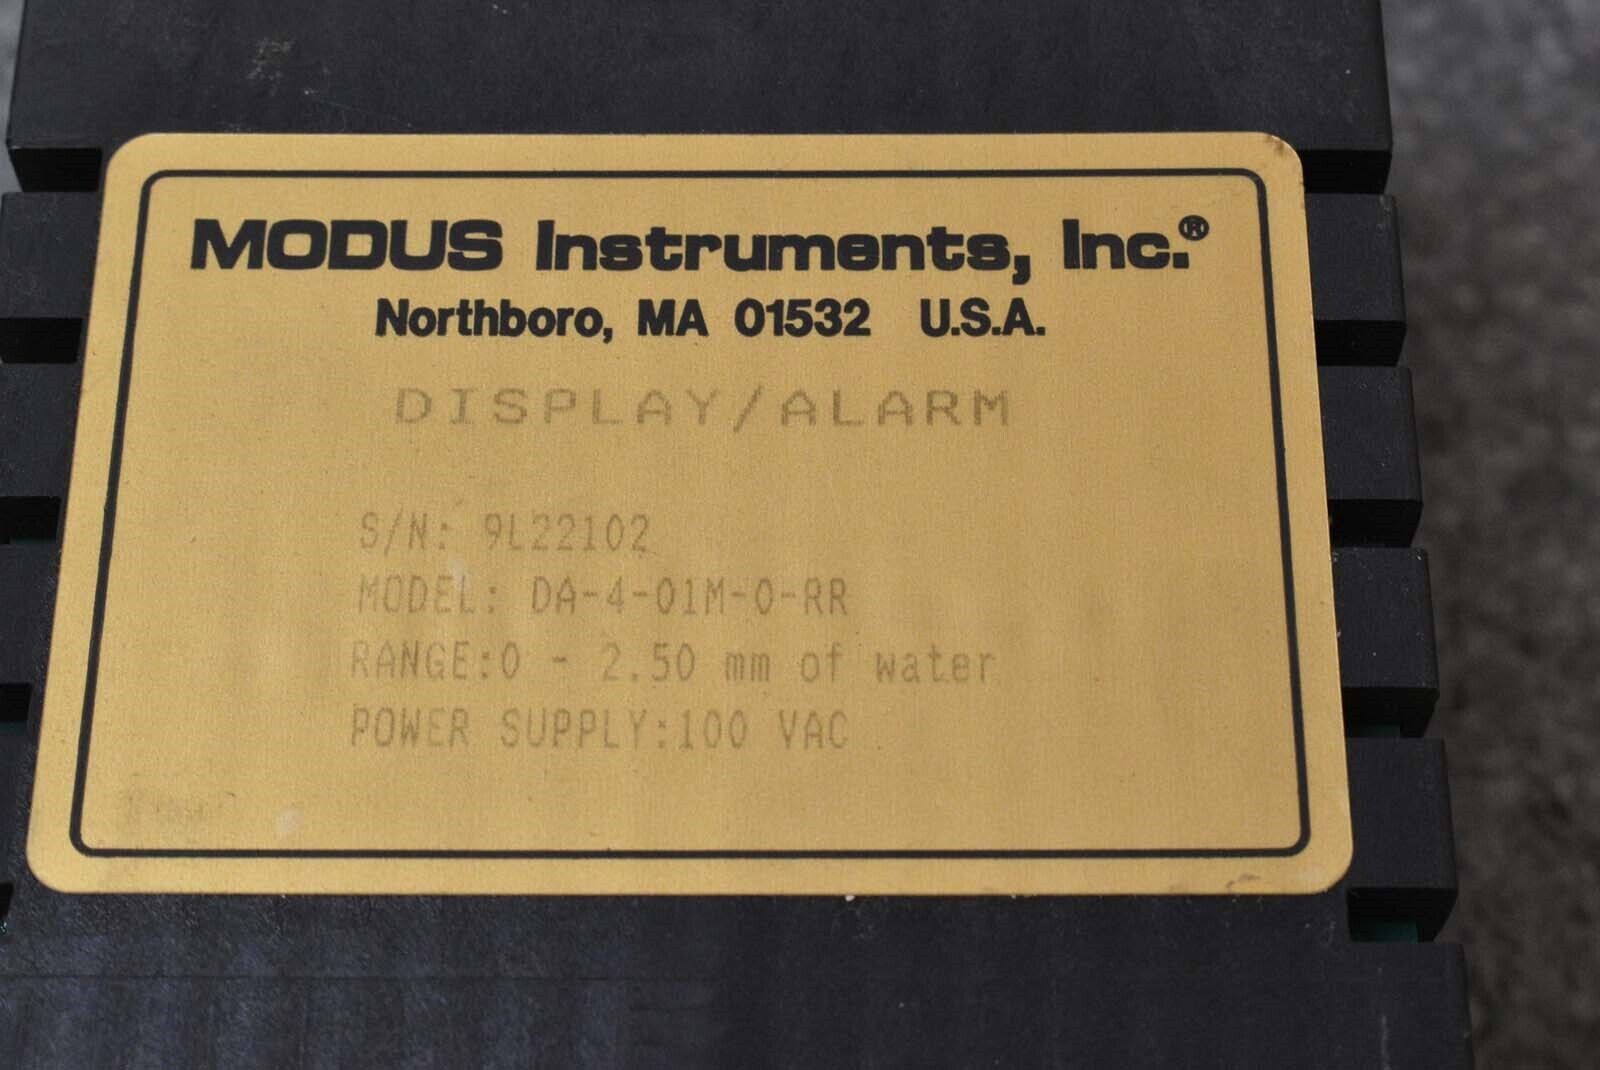 MODUS Instruments, Inc.®
Northboro, MA 01532 U.S.A.
DISPLAY/ALARM
S/N: 9L22102
MODEL: DA-4-01M-0-RR
RANGE:0 - 2.50 mm of water
POWER SUPPLY:100 VAC